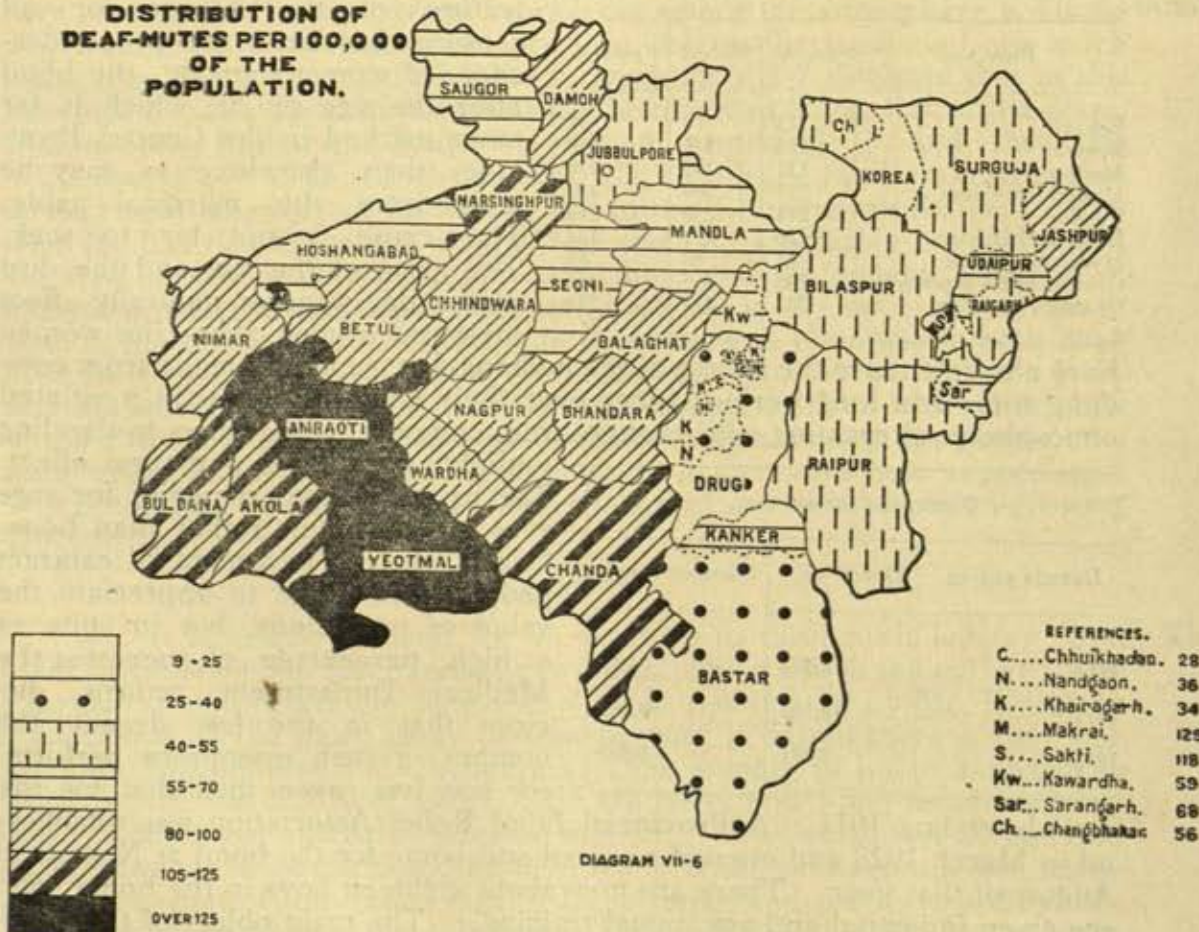 DISTRIBUTION OF
DEAF-MUTES PER 100,000
OF THE
POPULATION.
SAUGOR
DAMOH
JUBBULPORE
Ch
KOREA
SURGUJA
JASHPUR
UDAIPUR
RAIGARH
NARSINGHPUR
HOSHANGABAD
MANDLA
SEONI
BILASPUR
CHHINDWARA
Kw
NIMAR
BETUL
BALAGHAT
Sar
NAGPUR
BHANDARA
K
N
AMRAOTI
WARDHA
DRUG
RAIPUR
BULDANA
AKOLA
KANKER
YEOTMAL
CHANDA
BASTAR
9-25
25-40
40-55
55-70
80-100
105-125
OVER 125
DIAGRAM VII-6
REFERENCES.
C.....Chhuikhadan. 28
N....Nandgaon. 36
K....Khairagarh. 34
M....Makrai. 129
S....Sakti. 118
Kw...Kawardha. 59
Sar...Sarangarh. 68
Ch....Changbhakar. 56